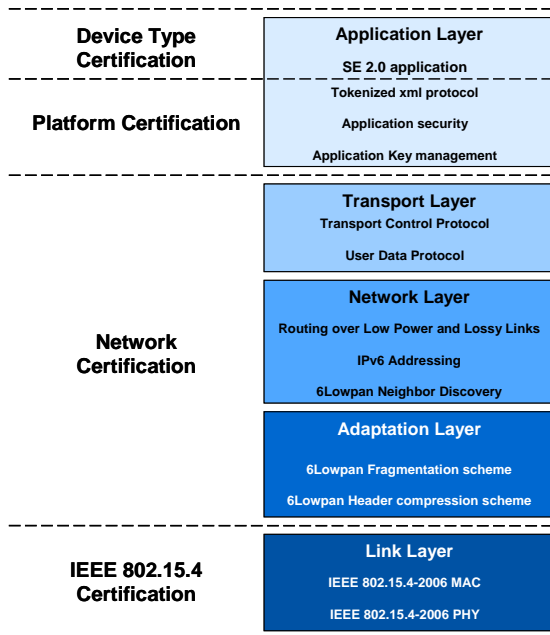 Device Type
Certification
Application Layer
SE 2.0 application
Platform Certification
Tokenized xml protocol
Application security
Application Key management
Network
Certification
Transport Layer
Transport Control Protocol
User Data Protocol
Network Layer
Routing over Low Power and Lossy Links
IPv6 Addressing
6Lowpan Neighbor Discovery
Adaptation Layer
6Lowpan Fragmentation scheme
6Lowpan Header compression scheme
IEEE 802.15.4
Certification
Link Layer
IEEE 802.15.4-2006 MAC
IEEE 802.15.4-2006 PHY